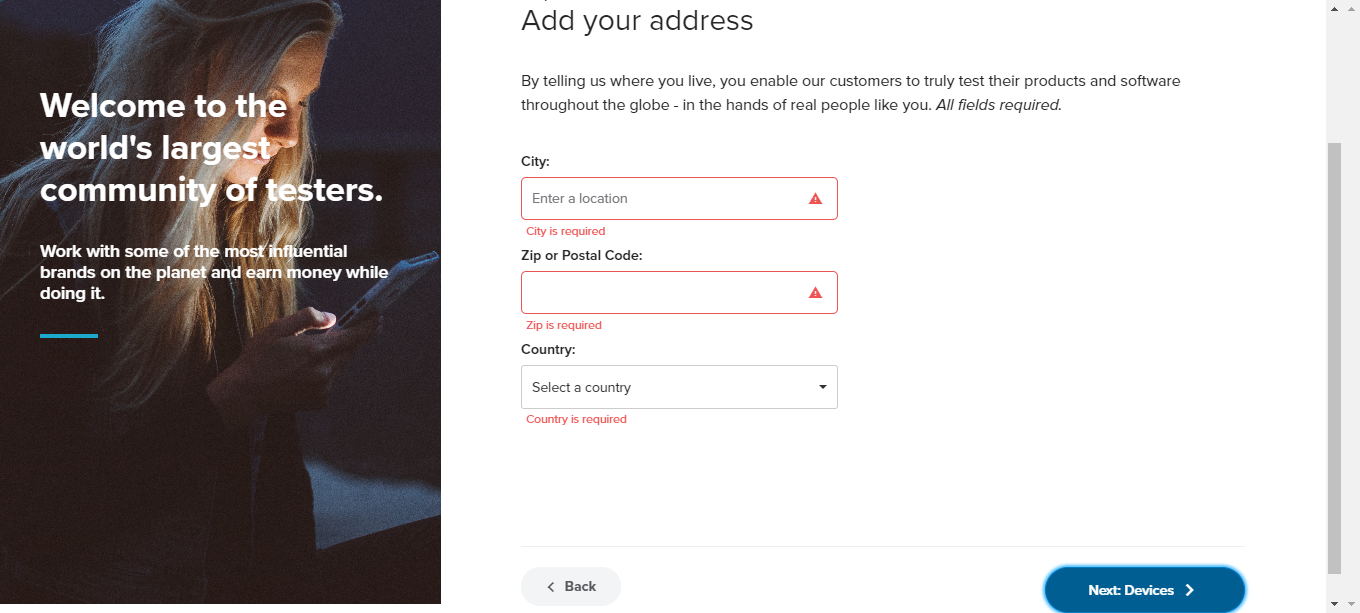 Welcome to the
world's largest
community of testers.
Work with some of the most influential
brands on the planet and earn money while
doing it.
Add your address
By telling us where you live, you enable our customers to truly test their products and software
throughout the globe - in the hands of real people like you. All fields required.
City:
Enter a location
City is required
Zip or Postal Code:
Zip is required
Country:
Select a country
Country is required
Back
Next: Devices